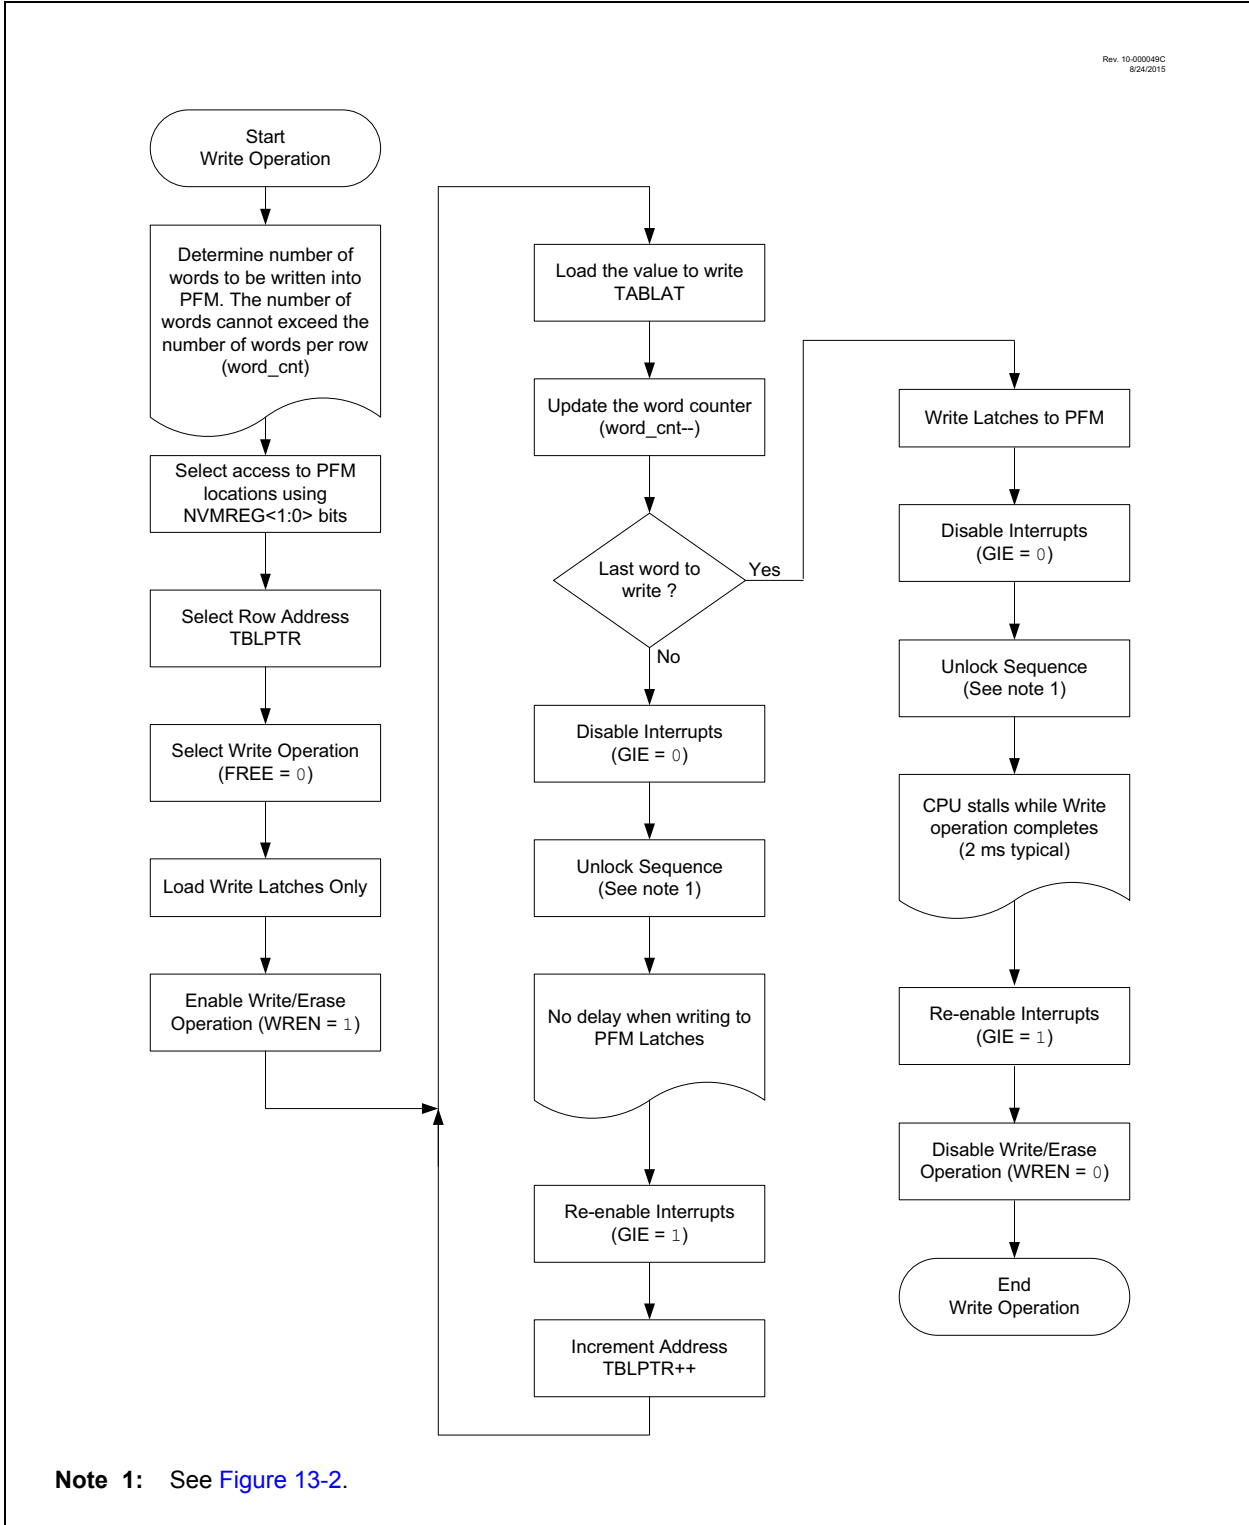 Rev. 10-000049C
8/24/2015
Start
Write Operation
Determine number of
words to be written into
PFM. The number of
words cannot exceed the
number of words per row
(word_cnt)
Select access to PFM
locations using
NVMREG<1:0> bits
Select Row Address
TBLPTR
Select Write Operation
(FREE = 0)
Load Write Latches Only
Enable Write/Erase
Operation (WREN = 1)
Load the value to write
TABLAT
Update the word counter
(word_cnt--)
Last word to
write ?
Yes
No
Disable Interrupts
(GIE = 0)
Unlock Sequence
(See note 1)
No delay when writing to
PFM Latches
Re-enable Interrupts
(GIE = 1)
Increment Address
TBLPTR++
Write Latches to PFM
Disable Interrupts
(GIE = 0)
Unlock Sequence
(See note 1)
CPU stalls while Write
operation completes
(2 ms typical)
Re-enable Interrupts
(GIE = 1)
Disable Write/Erase
Operation (WREN = 0)
End
Write Operation
Note 1: See Figure 13-2.